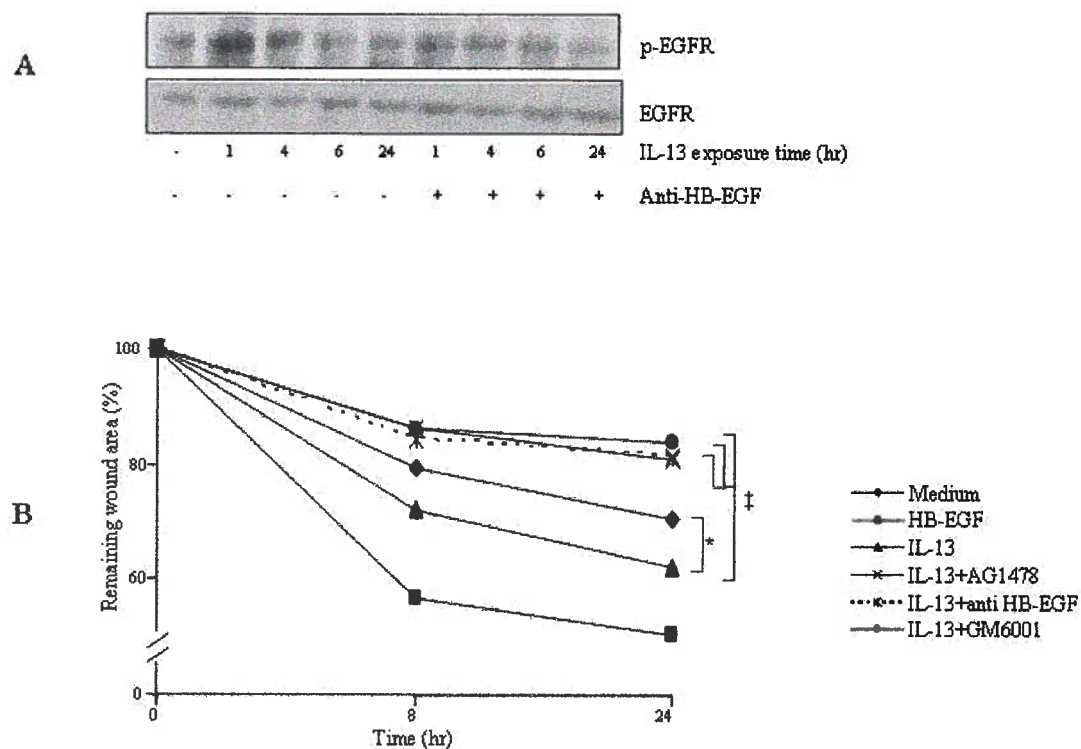 A
p-EGFR
EGFR
- 1 4 6 24 1 4 6 24 IL-13 exposure time (hr)
- - - - - + + + + Anti-HB-EGF
B
Remaining wound area (%)
100
80
60
0
0 8 24
Time (hr)
*
‡
Medium
HB-EGF
IL-13
IL-13+AG1478
IL-13+anti HB-EGF
IL-13+GM6001